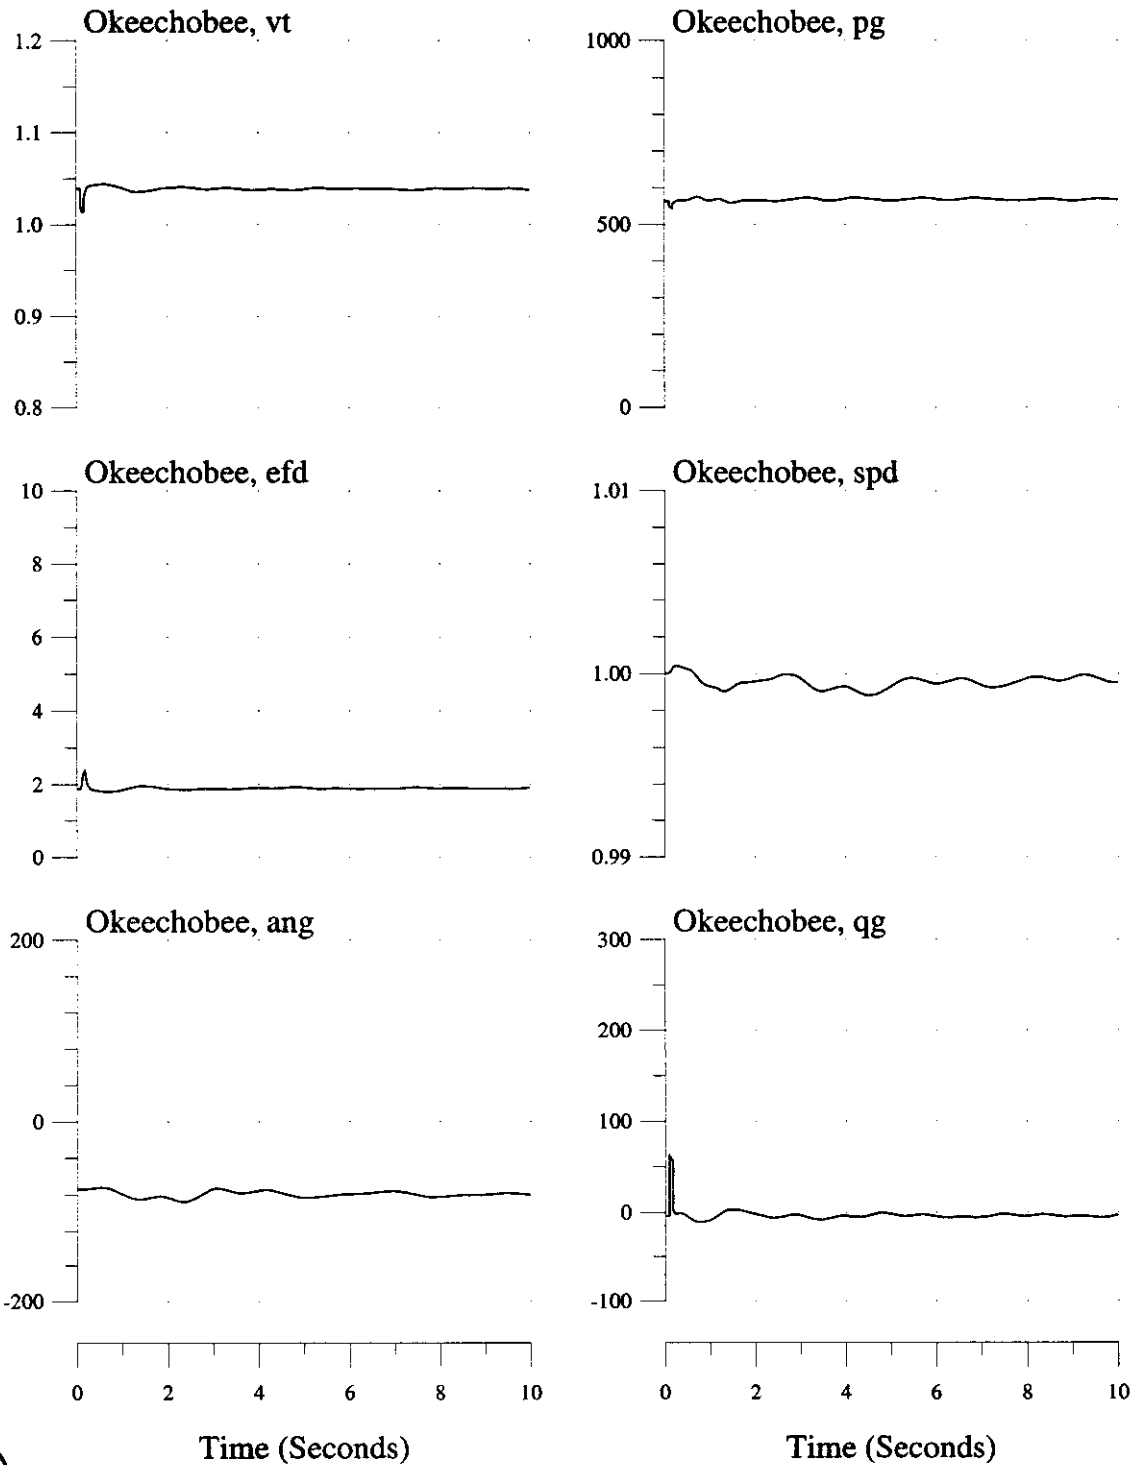 Okeechobee, vt
1.2
1.1
1.0
0.9
0.8
Okeechobee, pg
1000
500
0
Okeechobee, efd
10
8
6
4
2
0
Okeechobee, spd
1.01
1.00
0.99
Okeechobee, ang
200
0
-200
Okeechobee, qg
300
200
100
0
-100
0 2 4 6 8 10
Time (Seconds)
0 2 4 6 8 10
Time (Seconds)